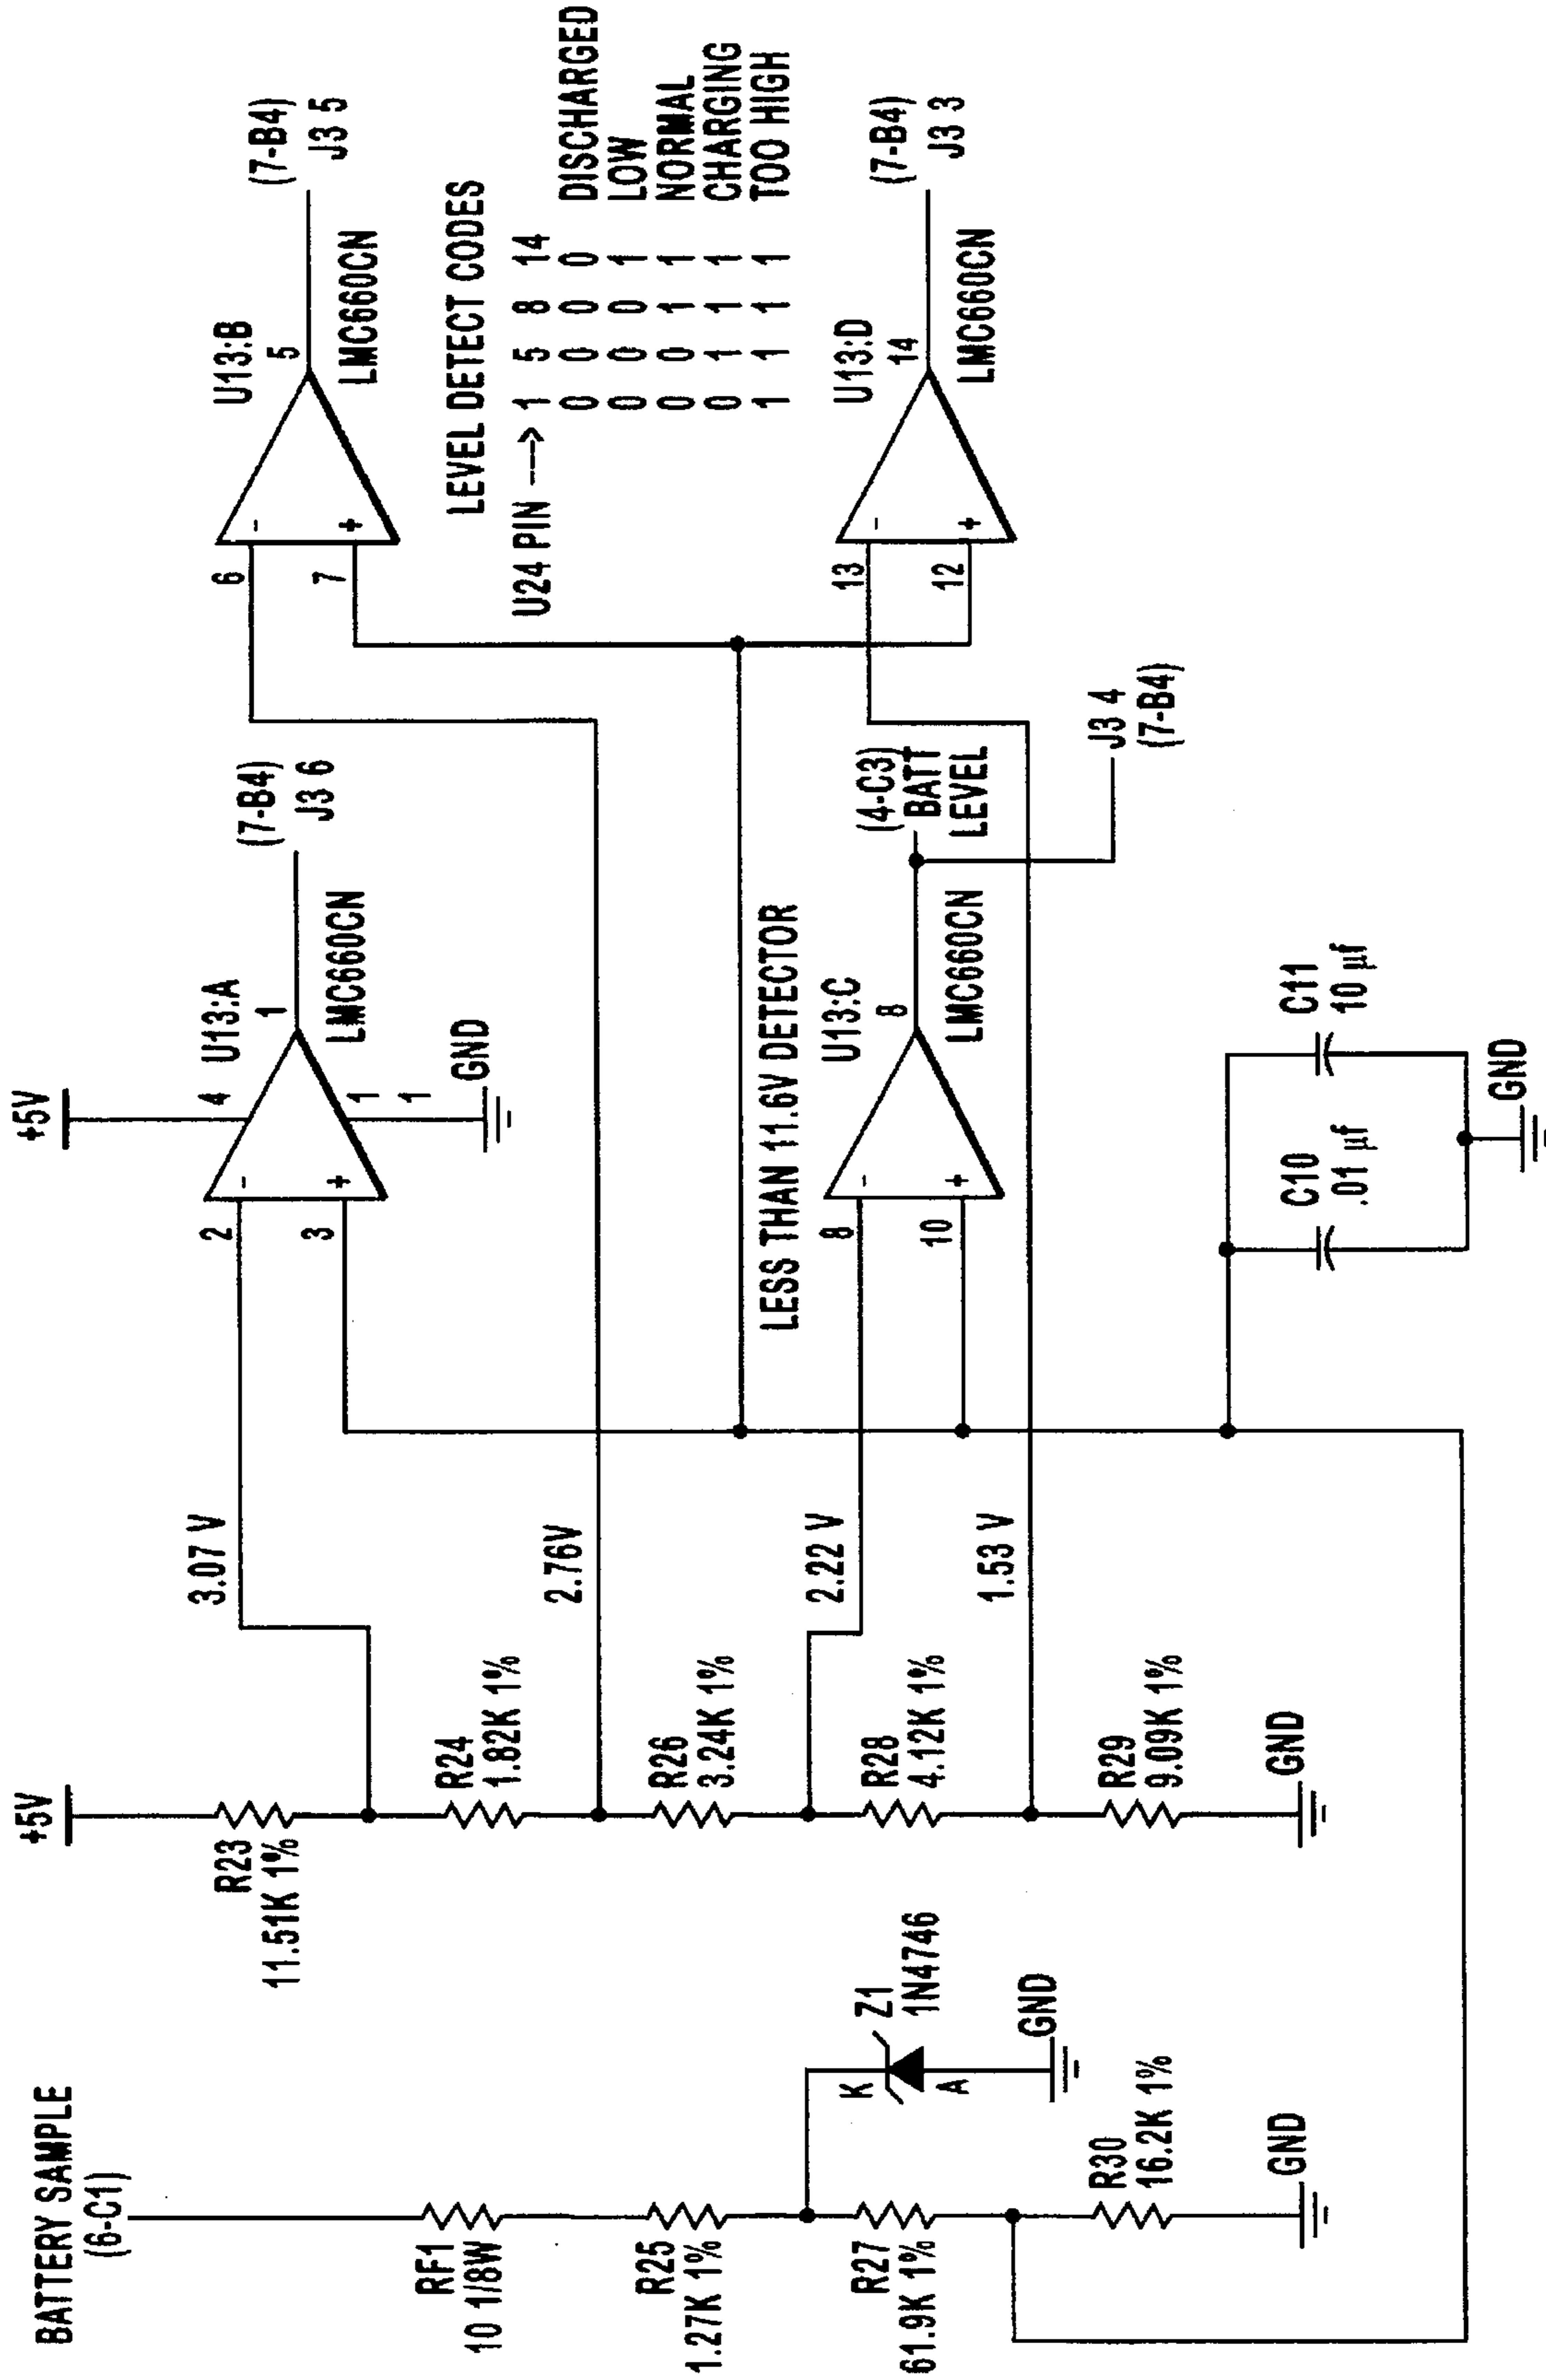 BATTERY SAMPLE
(6-C1)
RF1
10 1/8W
R25
1.27K 1%
R27
61.9K 1%
R30
16.2K 1%
GND
K
A
Z1
1N4746
GND
+5V
R23
11.51K 1%
R24
1.82K 1%
R26
3.24K 1%
R28
4.12K 1%
R29
9.09K 1%
GND
3.07 V
2.76V
2.22 V
1.53 V
+5V
2
3
-
+
4
U13:A
1
LMC660CN
1
1
GND
(7-B4)
J3 6
LESS THAN 11.6V DETECTOR
8
10
-
+
U13:C
8
LMC660CN
(4-C3)
BATT
LEVEL
J3 4
(7-B4)
C10
.01 µf
C11
10 µf
GND
6
7
-
+
U13:B
5
LMC660CN
(7-B4)
J3 5
LEVEL DETECT CODES
U24 PIN ---> 1 5 8 14
0 0 0 0 DISCHARGED
0 0 0 1 LOW
0 0 1 1 NORMAL
0 1 1 1 CHARGING
1 1 1 1 TOO HIGH
13
12
-
+
U13:D
14
LMC660CN
(7-B4)
J3 3